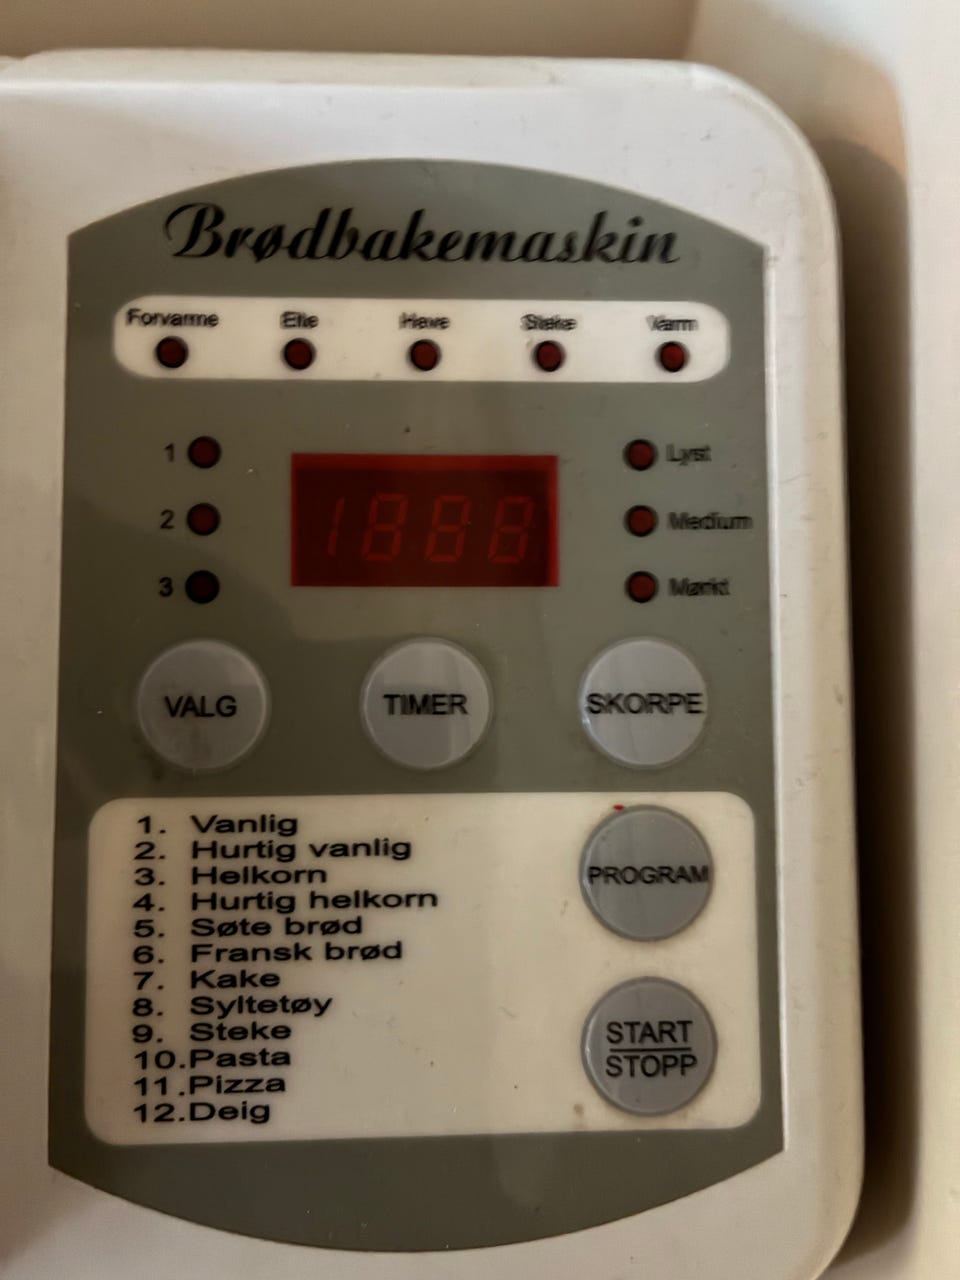 Brødbakemaskin
Forvarme Elte Heve Steke Varm
1 Lyst
2 Medium
3 Mørkt
VALG TIMER SKORPE
1. Vanlig
2. Hurtig vanlig
3. Helkorn
4. Hurtig helkorn
5. Søte brød
6. Fransk brød
7. Kake
8. Syltetøy
9. Steke
10. Pasta
11. Pizza
12. Deig
PROGRAM
START
STOPP